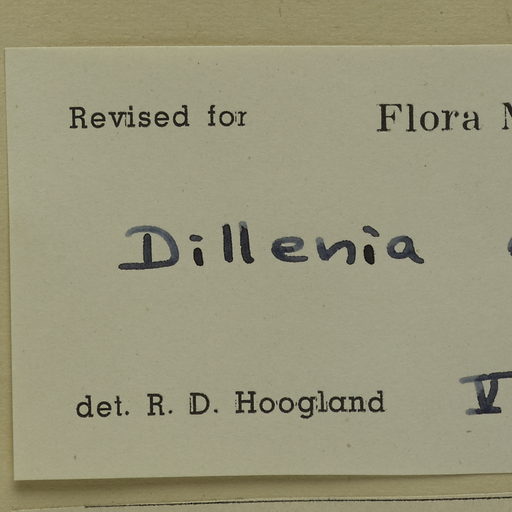 Revised for Flora
Dillenia
det. R. D. Hoogland V